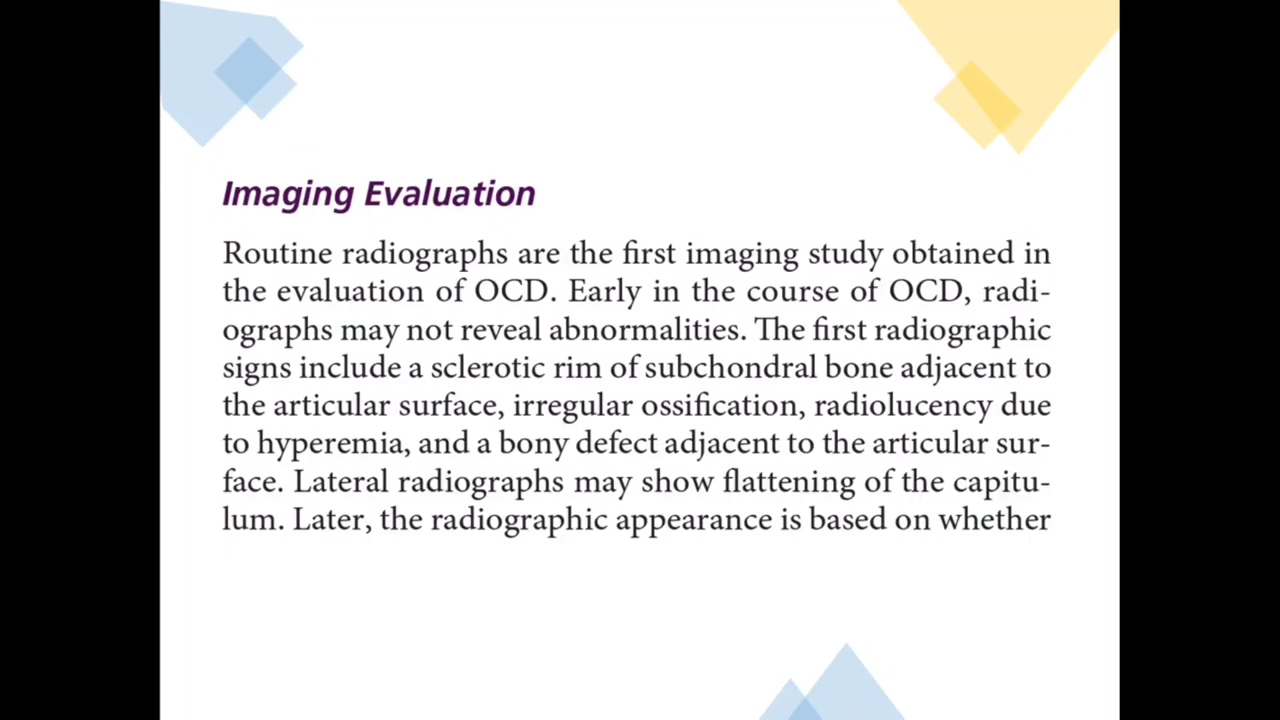 Imaging Evaluation
Routine radiographs are the first imaging study obtained in
the evaluation of OCD. Early in the course of OCD, radi-
ographs may not reveal abnormalities. The first radiographic
signs include a sclerotic rim of subchondral bone adjacent to
the articular surface, irregular ossification, radiolucency due
to hyperemia, and a bony defect adjacent to the articular sur-
face. Lateral radiographs may show flattening of the capitu-
lum. Later, the radiographic appearance is based on whether